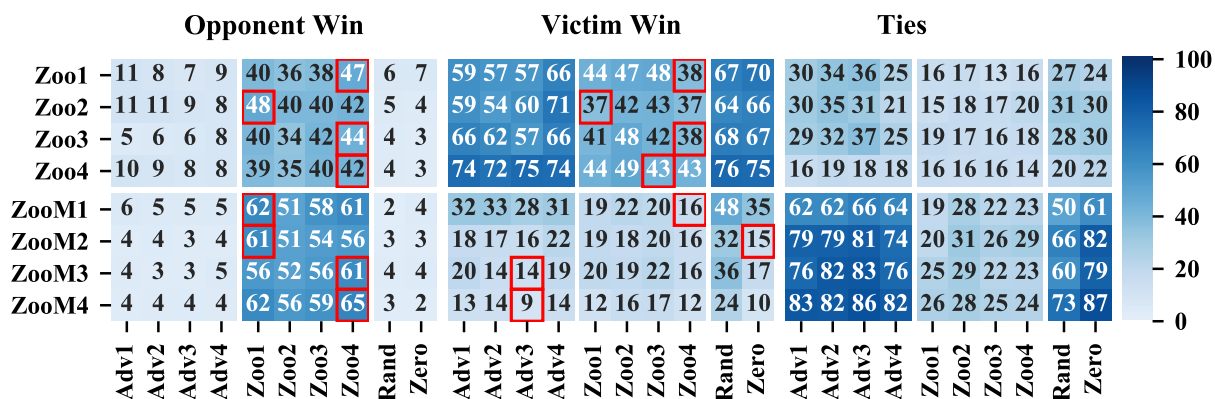 Opponent Win Victim Win Ties
Zoo1 11 8 7 9 40 36 38 47 6 7 59 57 57 66 44 47 48 38 67 70 30 34 36 25 16 17 13 16 27 24 100
Zoo2 11 11 9 8 48 40 40 42 5 4 59 54 60 71 37 42 43 37 64 66 30 35 31 21 15 18 17 20 31 30 80
Zoo3 5 6 6 8 40 34 42 44 4 3 66 62 57 66 41 48 42 38 68 67 29 32 37 25 19 17 16 18 28 30
Zoo4 10 9 8 8 39 35 40 42 4 3 74 72 75 74 44 49 43 43 76 75 16 19 18 18 16 16 16 14 20 22 60
ZooM1 6 5 5 5 62 51 58 61 2 4 32 33 28 31 19 22 20 16 48 35 62 62 66 64 19 28 22 23 50 61 40
ZooM2 4 4 3 4 61 51 54 56 3 3 18 17 16 22 19 18 20 16 32 15 79 79 81 74 20 31 26 29 66 82
ZooM3 4 3 3 5 56 52 56 61 4 4 20 14 14 19 20 19 22 16 36 17 76 82 83 76 25 29 22 23 60 79 20
ZooM4 4 4 4 4 62 56 59 65 3 2 13 14 9 14 12 16 17 12 24 10 83 82 86 82 26 28 25 24 73 87 0
Adv1 Adv2 Adv3 Adv4 Zoo1 Zoo2 Zoo3 Zoo4 Rand Zero Adv1 Adv2 Adv3 Adv4 Zoo1 Zoo2 Zoo3 Zoo4 Rand Zero Adv1 Adv2 Adv3 Adv4 Zoo1 Zoo2 Zoo3 Zoo4 Rand Zero